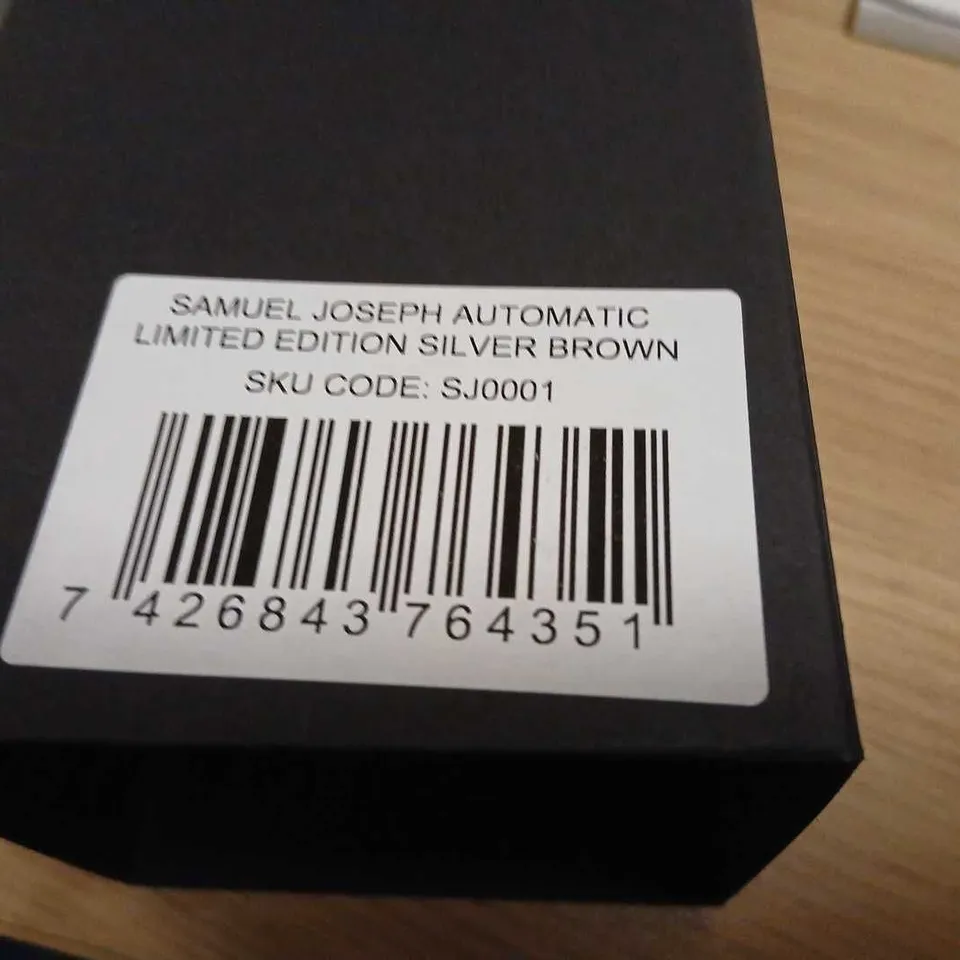 SAMUEL JOSEPH AUTOMATIC
LIMITED EDITION SILVER BROWN
SKU CODE: SJ0001
7 426843 764351